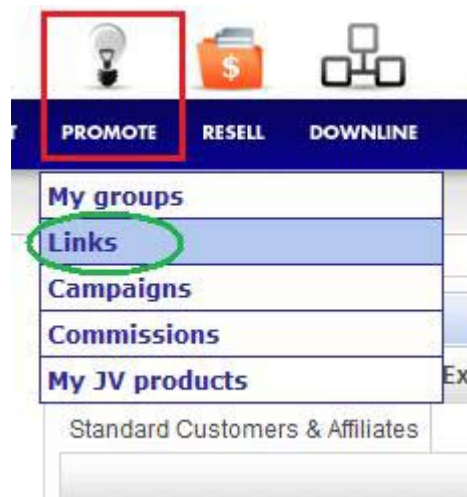 $
PROMOTE RESELL DOWNLINE
My groups
Links
Campaigns
Commissions
My JV products
Standard Customers & Affiliates